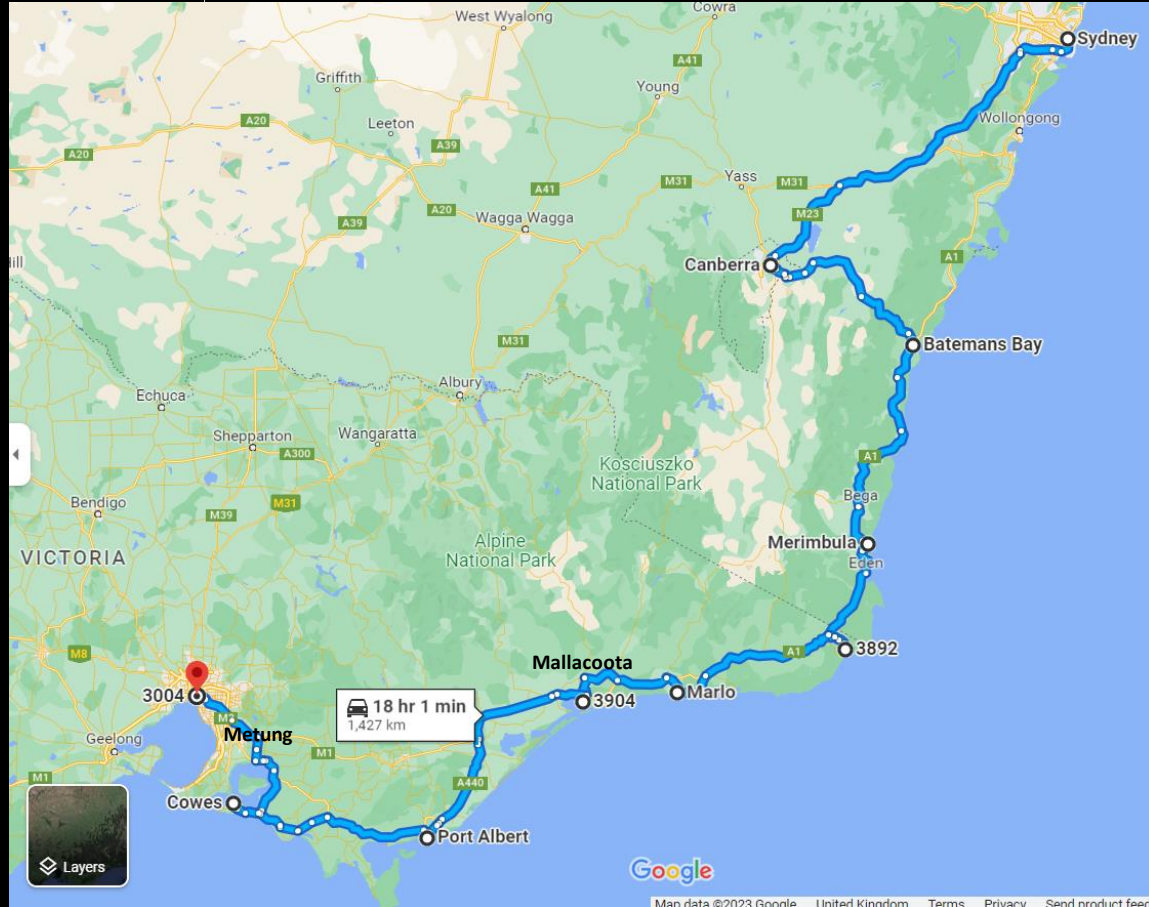 West Wyalong
Cowra
Sydney
A41
Griffith
Young
Wollongong
A20
Leeton
A39
A20
A41
Yass
M31
M31
A20
Wagga Wagga
M23
A39
ill
Canberra
A1
M31
Batemans Bay
Albury
Echuca
Shepparton
Wangaratta
A300
A1
Kosciuszko
National Park
Bega
Bendigo
M31
M39
Alpine
National Park
Merimbula
VICTORIA
Eden
M8
Mallacoota
A1
3892
3004
18 hr 1 min
1,427 km
3904
Marlo
Metung
Geelong
M1
M1
A440
Cowes
Port Albert
Layers
Google
Map data ©2023 Google United Kingdom Terms Privacy Send product feed